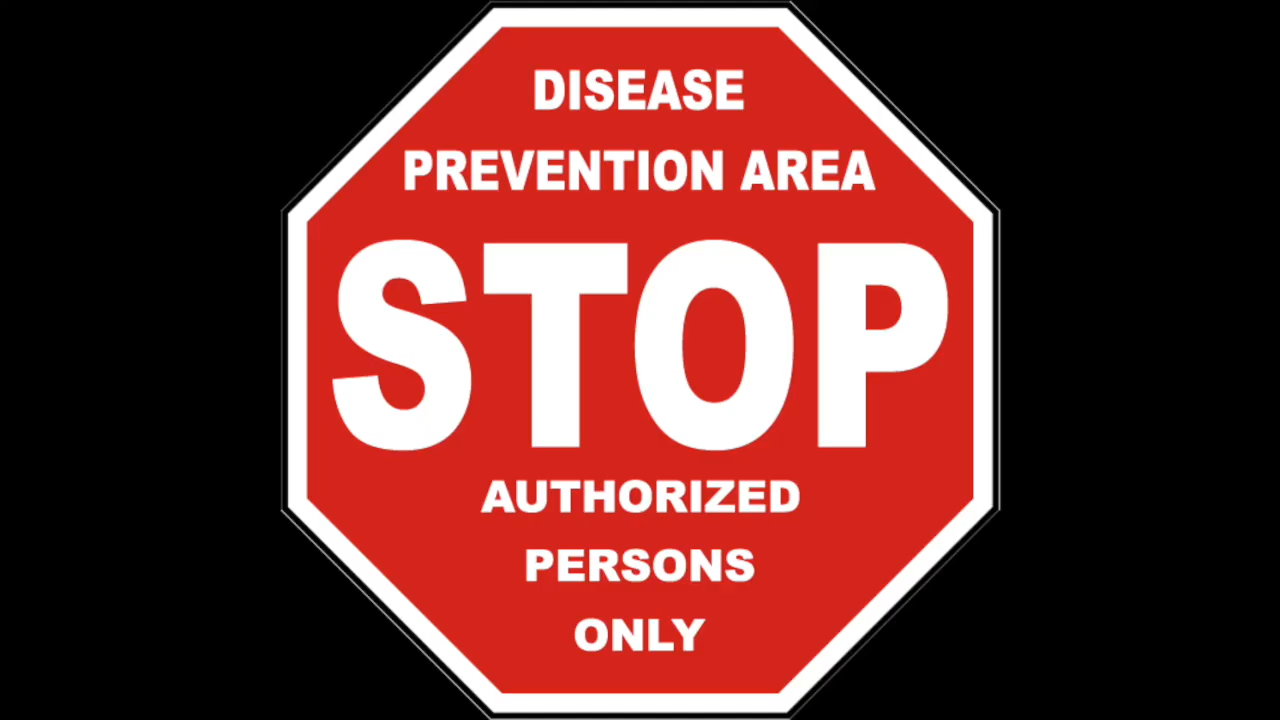 DISEASE
PREVENTION AREA
STOP
AUTHORIZED
PERSONS
ONLY